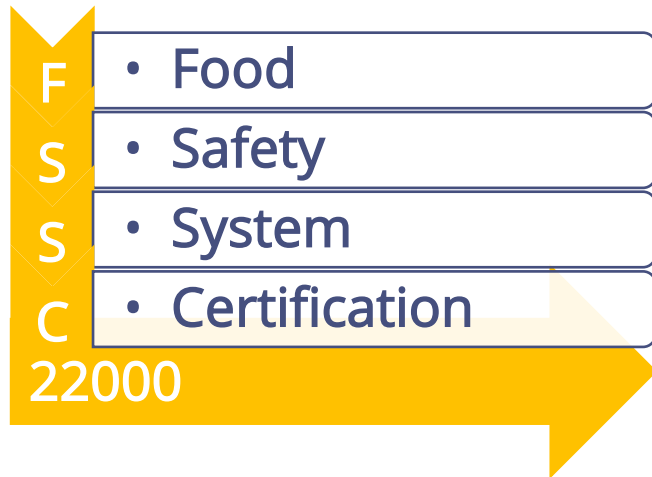 F • Food
S • Safety
S • System
C • Certification
22000